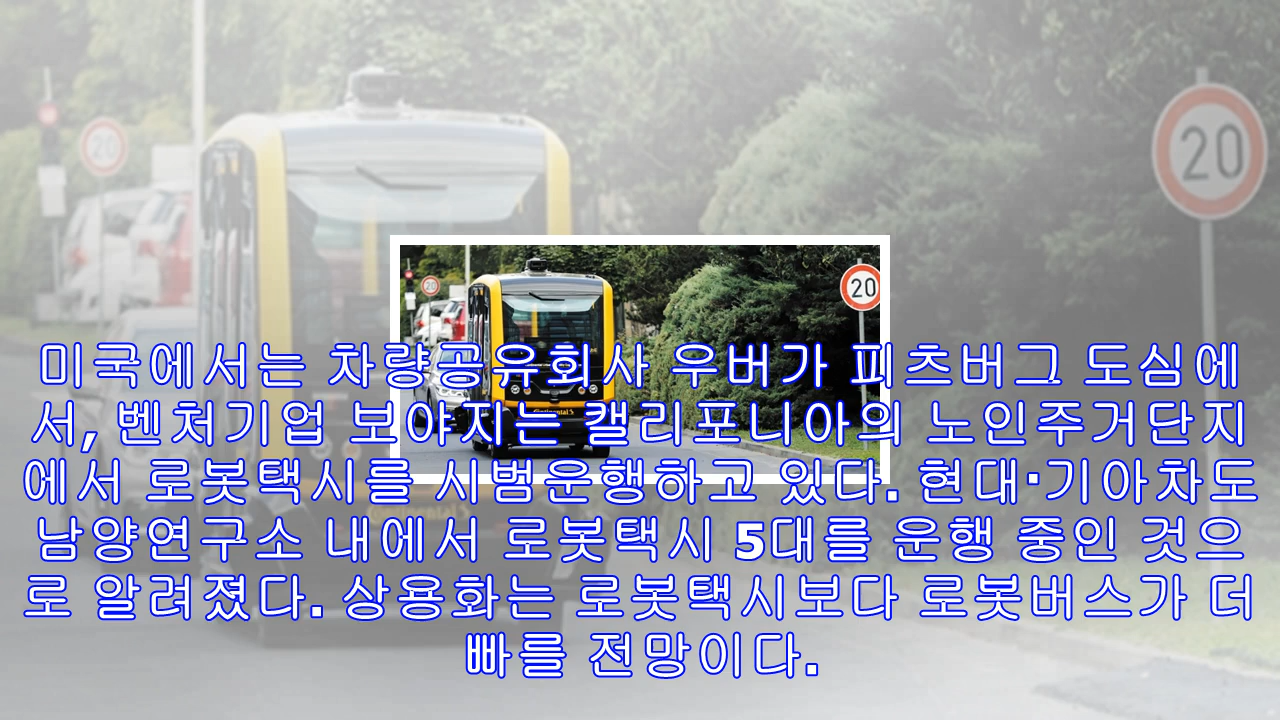 20
20
20
미국에서는 차량공유회사 우버가 피츠버그 도심에
서, 벤처기업 보야지는 캘리포니아의 노인주거단지
에서 로봇택시를 시범운행하고 있다. 현대·기아차도
남양연구소 내에서 로봇택시 5대를 운행 중인 것으
로 알려졌다. 상용화는 로봇택시보다 로봇버스가 더
빠를 전망이다.
20
Continental